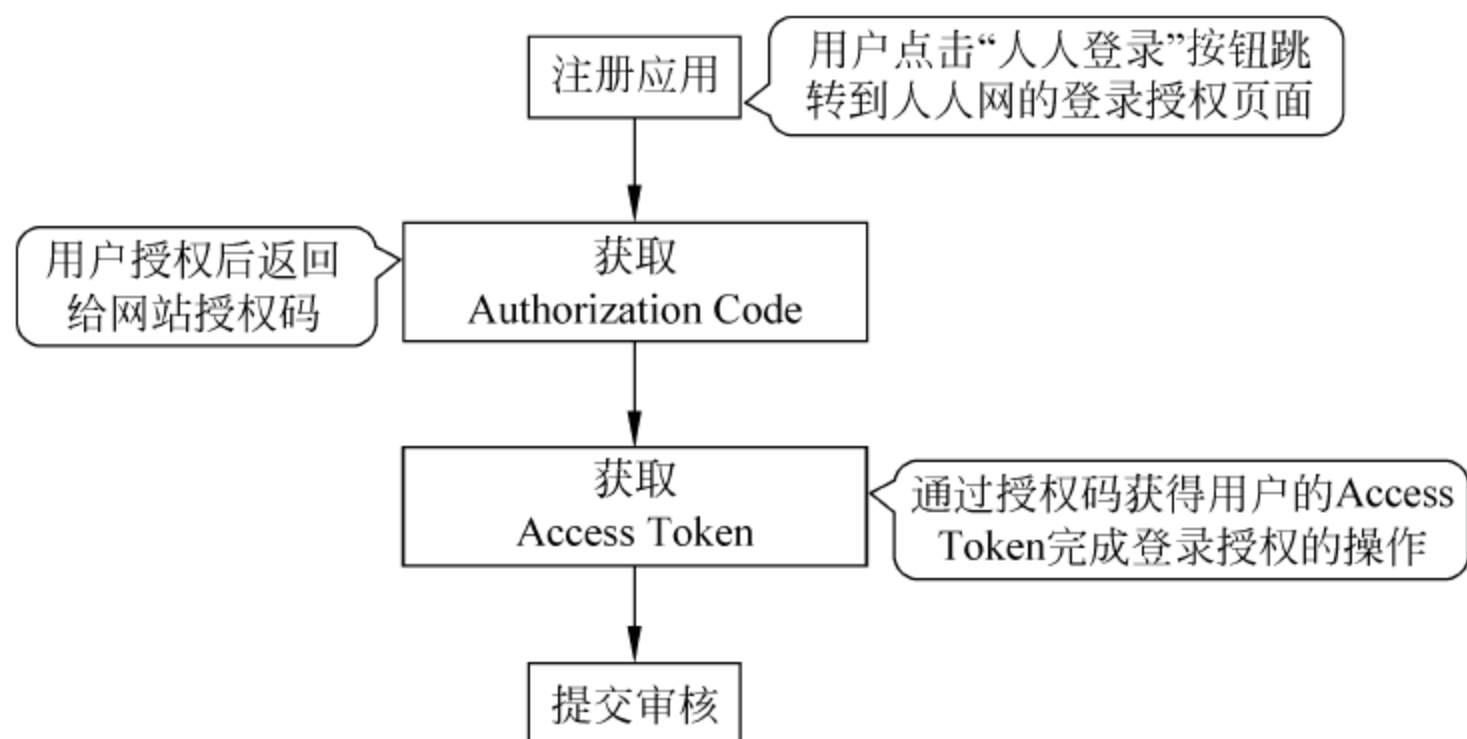 注册应用
用户点击“人人登录”按钮跳
转到人人网的登录授权页面
用户授权后返回
给网站授权码
获取
Authorization Code
获取
Access Token
通过授权码获得用户的Access
Token完成登录授权的操作
提交审核